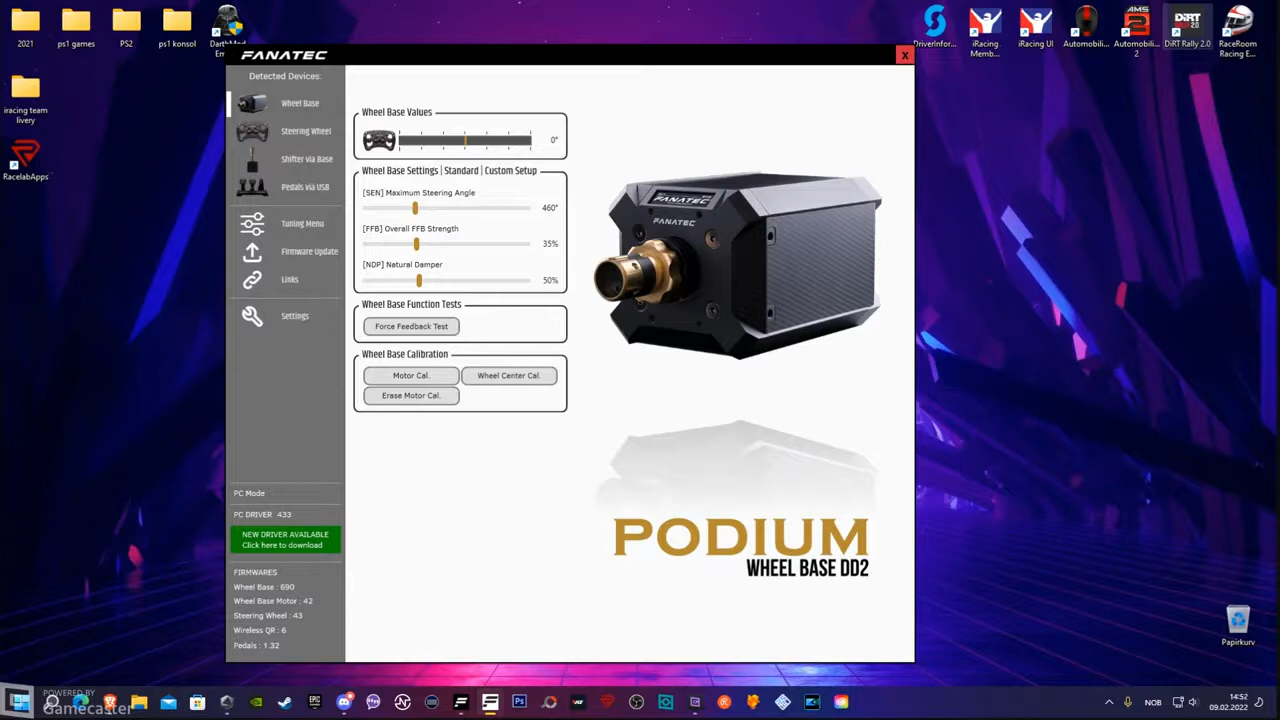 2021
ps1 games
PS2
ps1 konsol
DarthMod
Em
DriverInfor...
iRacing
Memb...
iRacing UI
Automobili...
Automobili...
2
DiRT Rally 2.0
RaceRoom
Racing E...
iracing team
livery
RacelabApps
FANATEC
X
Detected Devices:
Wheel Base
Steering Wheel
Shifter via Base
Pedals via USB
Tuning Menu
Firmware Update
Links
Settings
PC Mode
PC DRIVER 433
NEW DRIVER AVAILABLE
Click here to download
FIRMWARES
Wheel Base : 690
Wheel Base Motor : 42
Steering Wheel : 43
Wireless QR : 6
Pedals : 1.32
Wheel Base Values
0°
Wheel Base Settings | Standard | Custom Setup
[SEN] Maximum Steering Angle
460°
[FFB] Overall FFB Strength
35%
[NDP] Natural Damper
50%
Wheel Base Function Tests
Force Feedback Test
Wheel Base Calibration
Motor Cal.
Wheel Center Cal.
Erase Motor Cal.
FANATEC
FANATEC
PODIUM
WHEEL BASE DD2
Papirkurv
POWERED BY
Gamecaster
NOB
14:52
09.02.2022